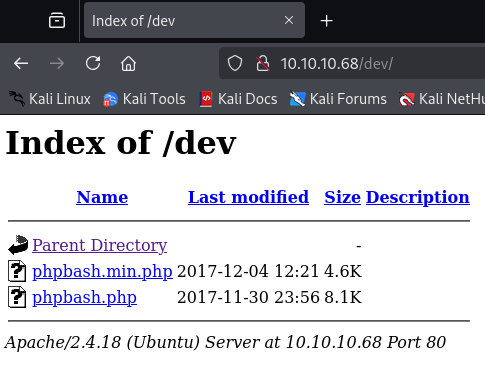 Index of /dev
10.10.10.68/dev/
Kali Linux Kali Tools Kali Docs Kali Forums Kali NetHu
Index of /dev
Name Last modified Size Description
Parent Directory -
phpbash.min.php 2017-12-04 12:21 4.6K
phpbash.php 2017-11-30 23:56 8.1K
Apache/2.4.18 (Ubuntu) Server at 10.10.10.68 Port 80